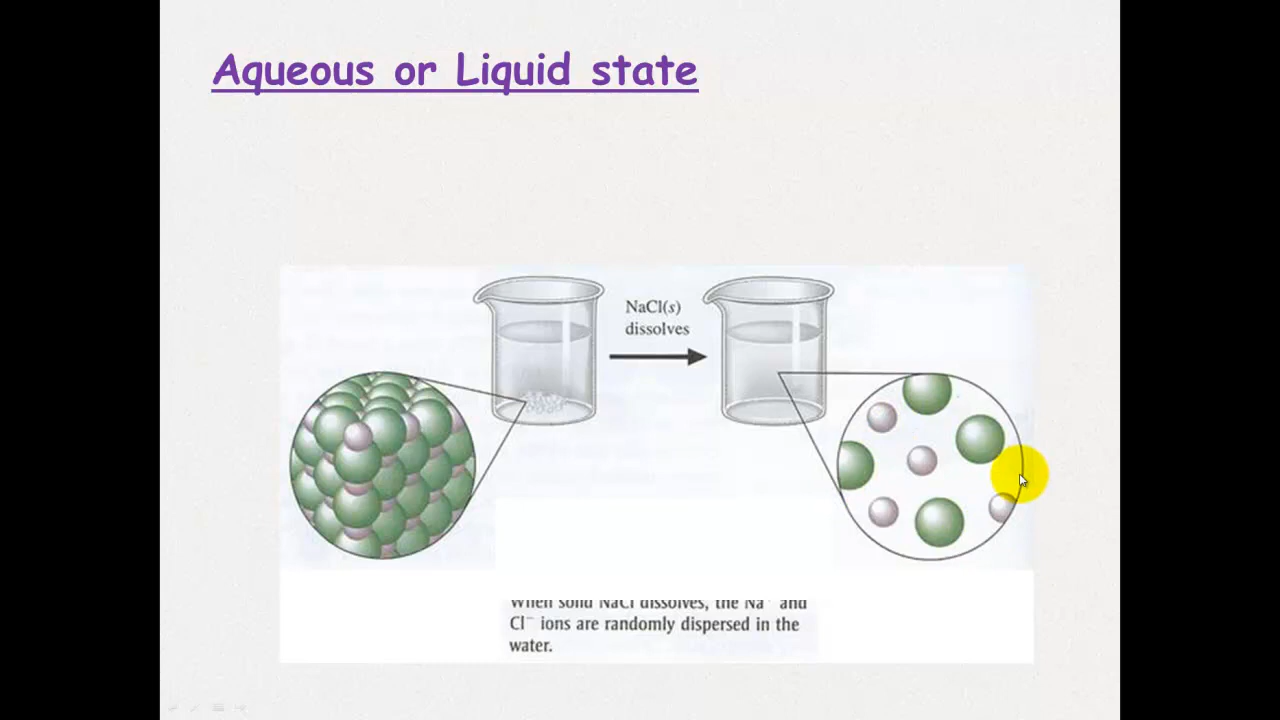 Aqueous or Liquid state
NaCl(s)
dissolves
When solid NaCl dissolves, the Na⁺ and
Cl⁻ ions are randomly dispersed in the
water.